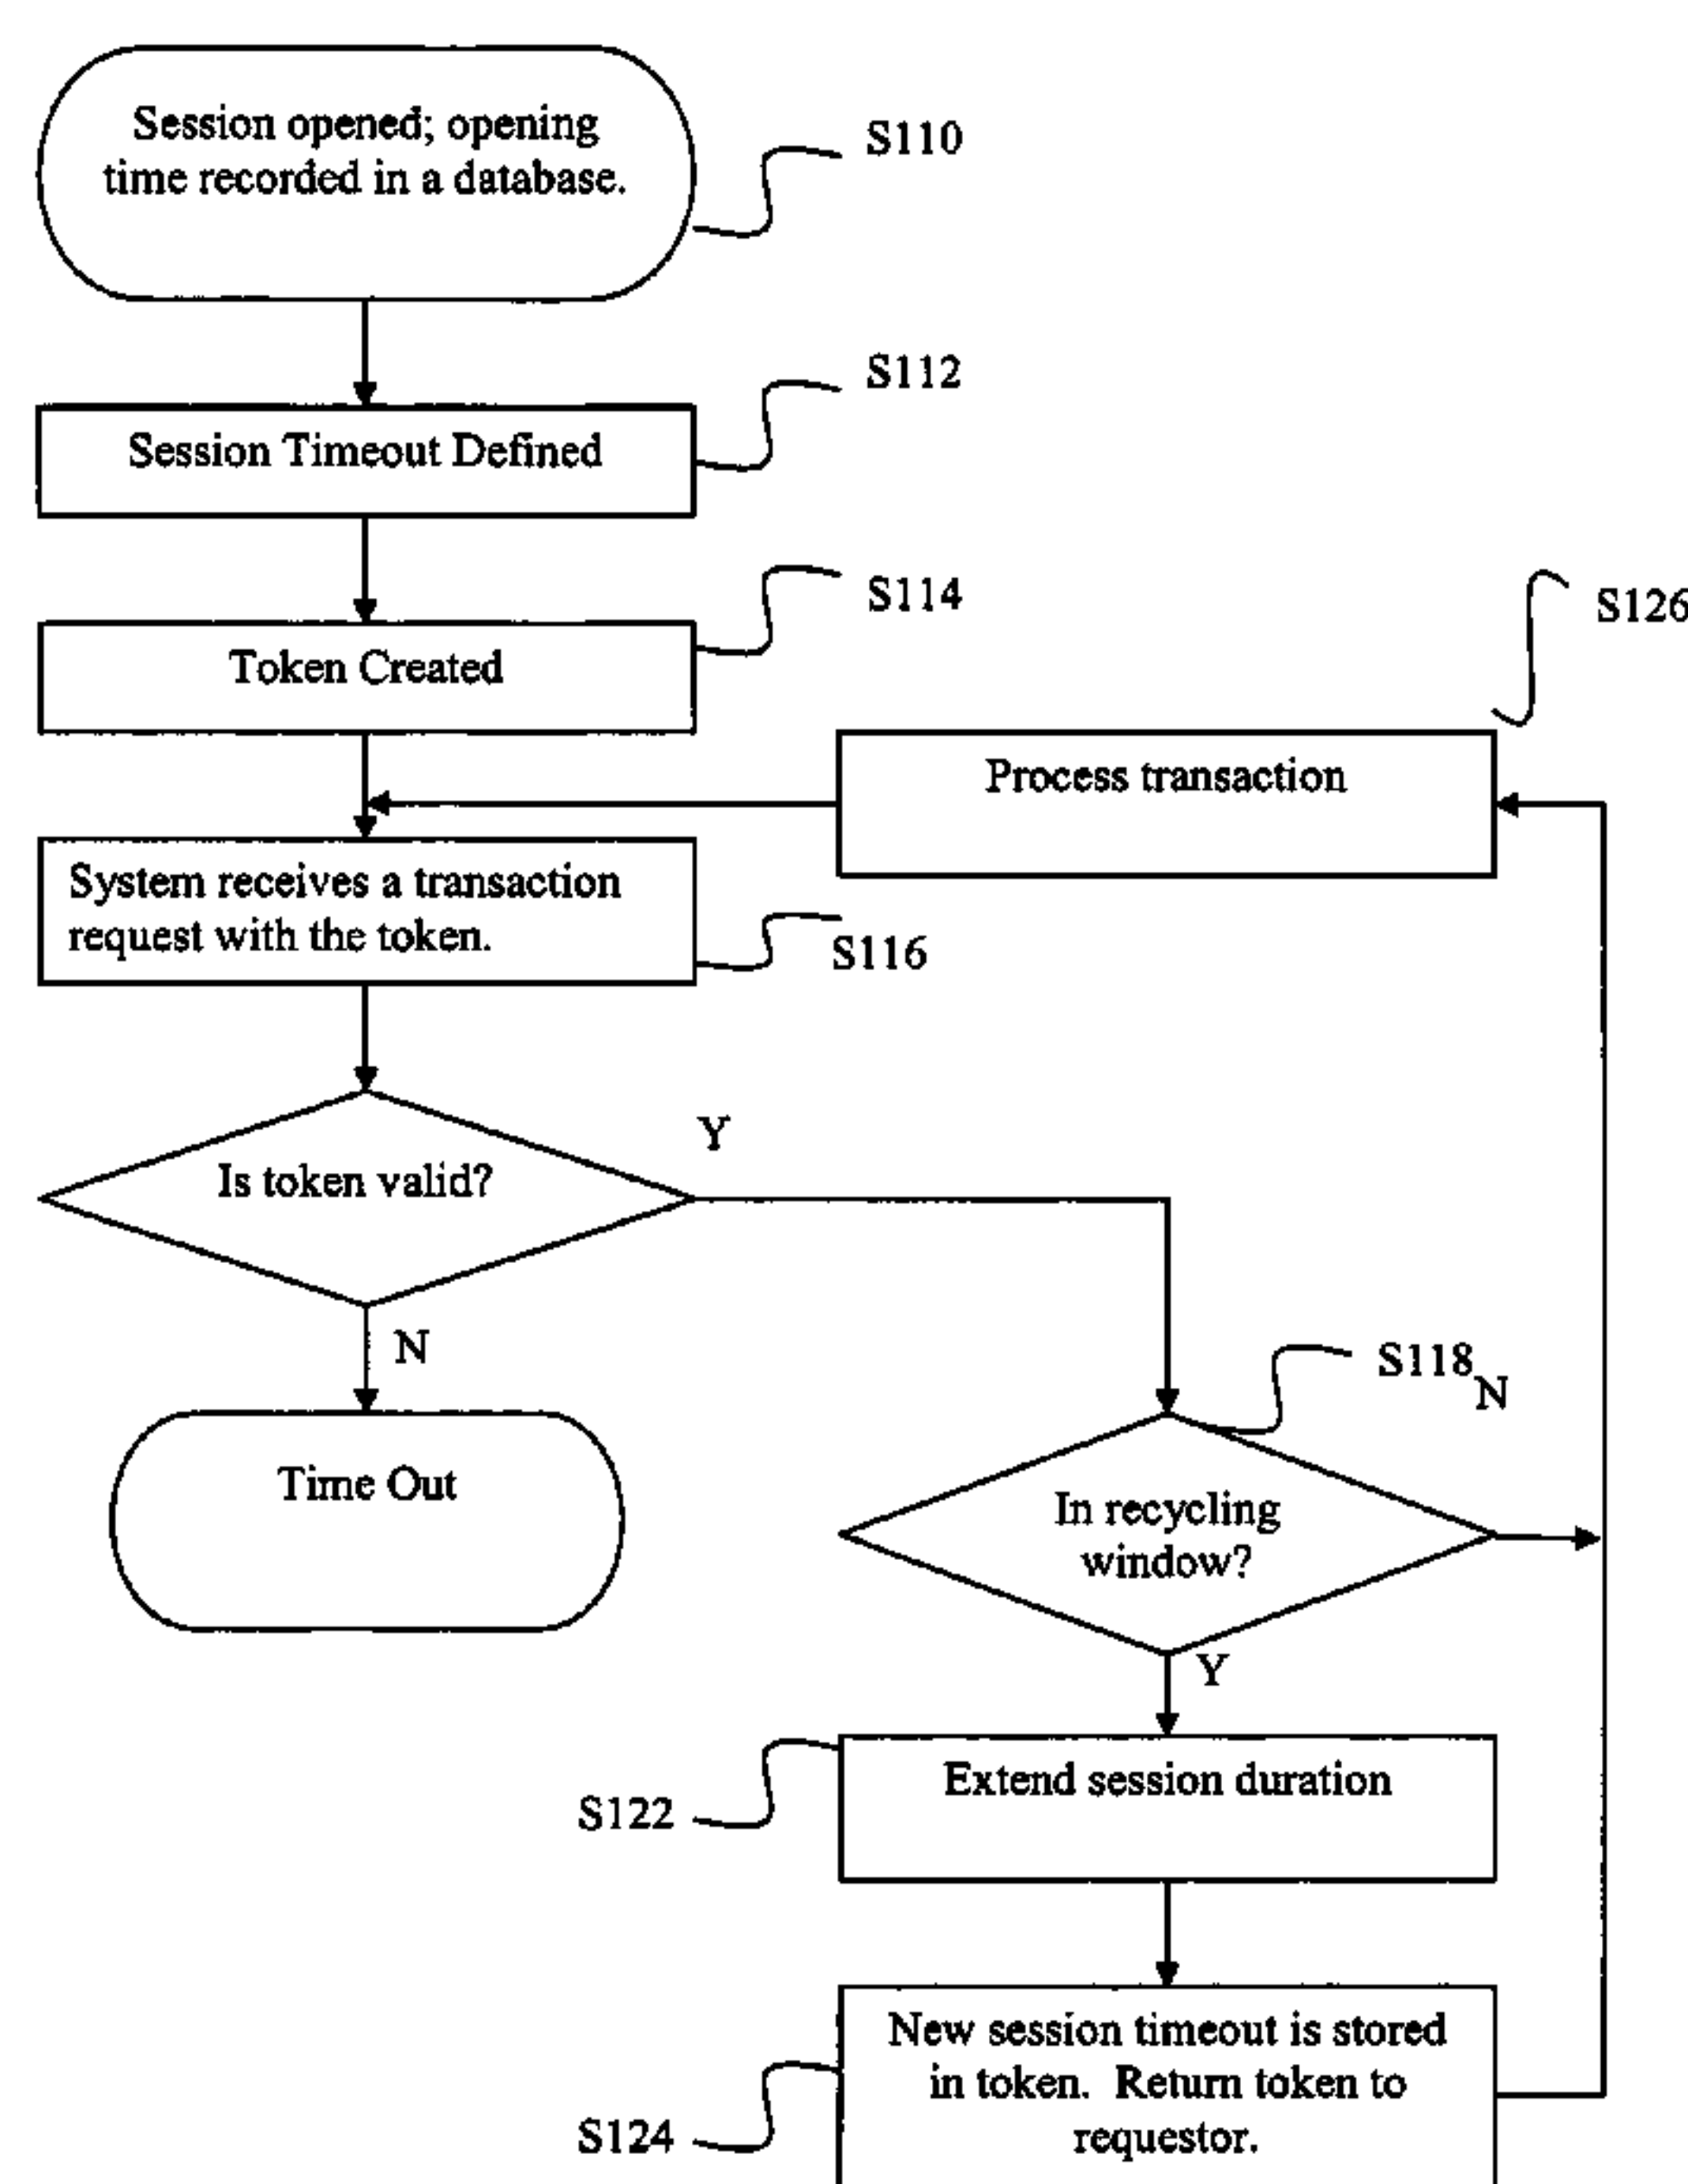 Session opened; opening
time recorded in a database.
S110
Session Timeout Defined
S112
Token Created
S114
S126
Process transaction
System receives a transaction
request with the token.
S116
Is token valid?
Y
N
Time Out
S118
N
In recycling
window?
Y
Extend session duration
S122
New session timeout is stored
in token. Return token to
requestor.
S124